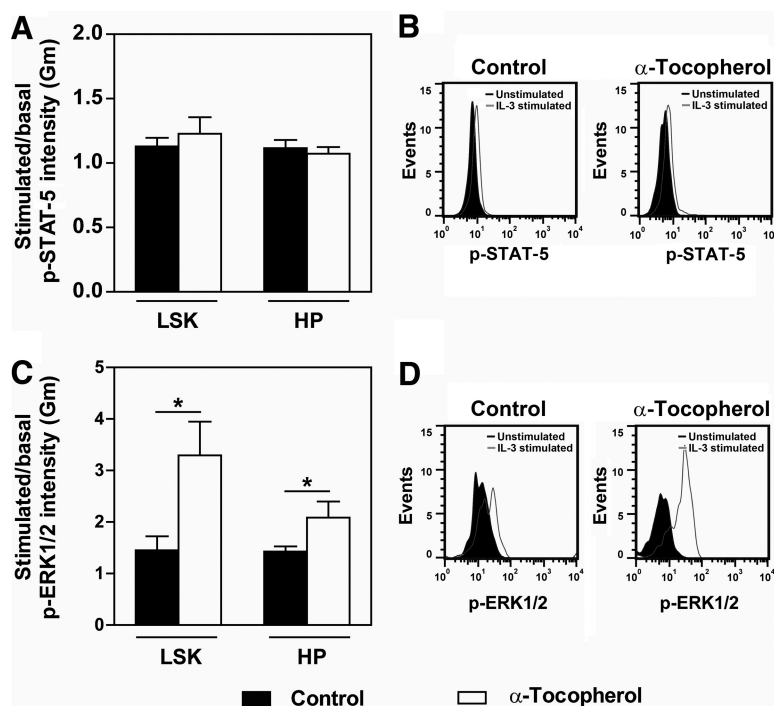 A
Stimulated/basal
p-STAT-5 intensity (Gm)
2.0
1.5
1.0
0.5
0.0
LSK
HP
B
Control
Unstimulated
IL-3 stimulated
Events
15
10
5
0
10⁰ 10¹ 10² 10³ 10⁴
p-STAT-5
α-Tocopherol
Unstimulated
IL-3 stimulated
Events
15
10
5
0
10⁰ 10¹ 10² 10³ 10
p-STAT-5
C
Stimulated/basal
p-ERK1/2 intensity (Gm)
5
4
3
2
1
0
*
*
LSK
HP
D
Control
Unstimulated
IL-3 stimulated
Events
15
10
5
0
10⁰ 10¹ 10² 10³ 10⁴
p-ERK1/2
α-Tocopherol
Unstimulated
IL-3 stimulated
Events
15
10
5
0
10⁰ 10¹ 10² 10³ 10⁴
p-ERK1/2
Control
α-Tocopherol